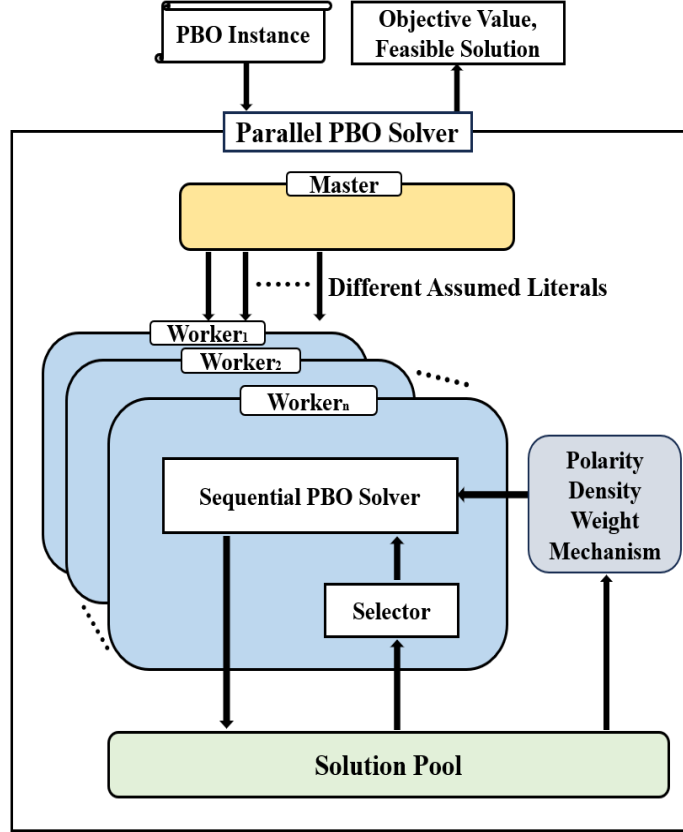 PBO Instance
Objective Value,
Feasible Solution
Parallel PBO Solver
Master
Different Assumed Literals
Worker₁
Worker₂
Workerₙ
Sequential PBO Solver
Polarity
Density
Weight
Mechanism
Selector
Solution Pool